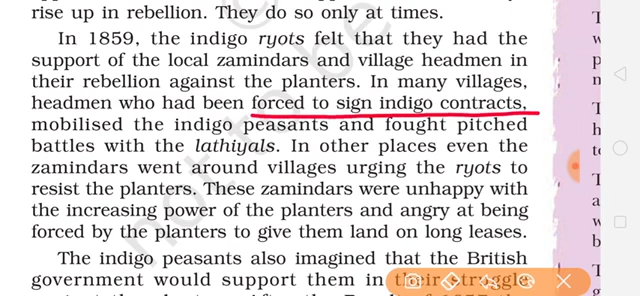 rise up in rebellion. They do so only at times.
In 1859, the indigo ryots felt that they had the
support of the local zamindars and village headmen in
their rebellion against the planters. In many villages,
headmen who had been forced to sign indigo contracts,
mobilised the indigo peasants and fought pitched
battles with the lathiyals. In other places even the
zamindars went around villages urging the ryots to
resist the planters. These zamindars were unhappy with
the increasing power of the planters and angry at being
forced by the planters to give them land on long leases.
The indigo peasants also imagined that the British
government would support them in their struggle